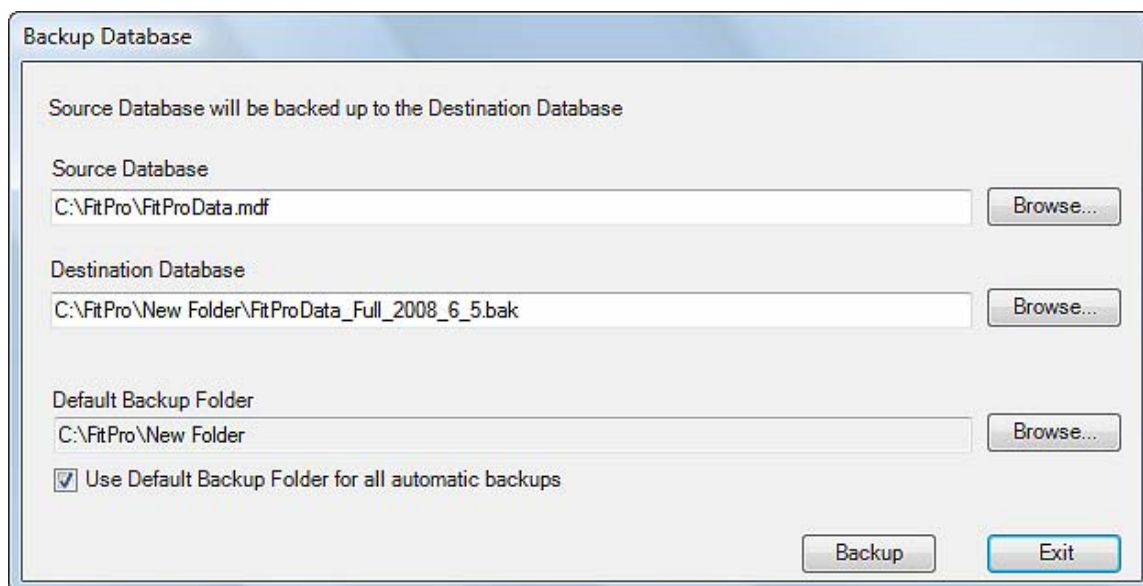 Backup Database
Source Database will be backed up to the Destination Database
Source Database
C:\FitPro\FitProData.mdf
Browse...
Destination Database
C:\FitPro\New Folder\FitProData_Full_2008_6_5.bak
Browse...
Default Backup Folder
C:\FitPro\New Folder
Browse...
Use Default Backup Folder for all automatic backups
Backup
Exit